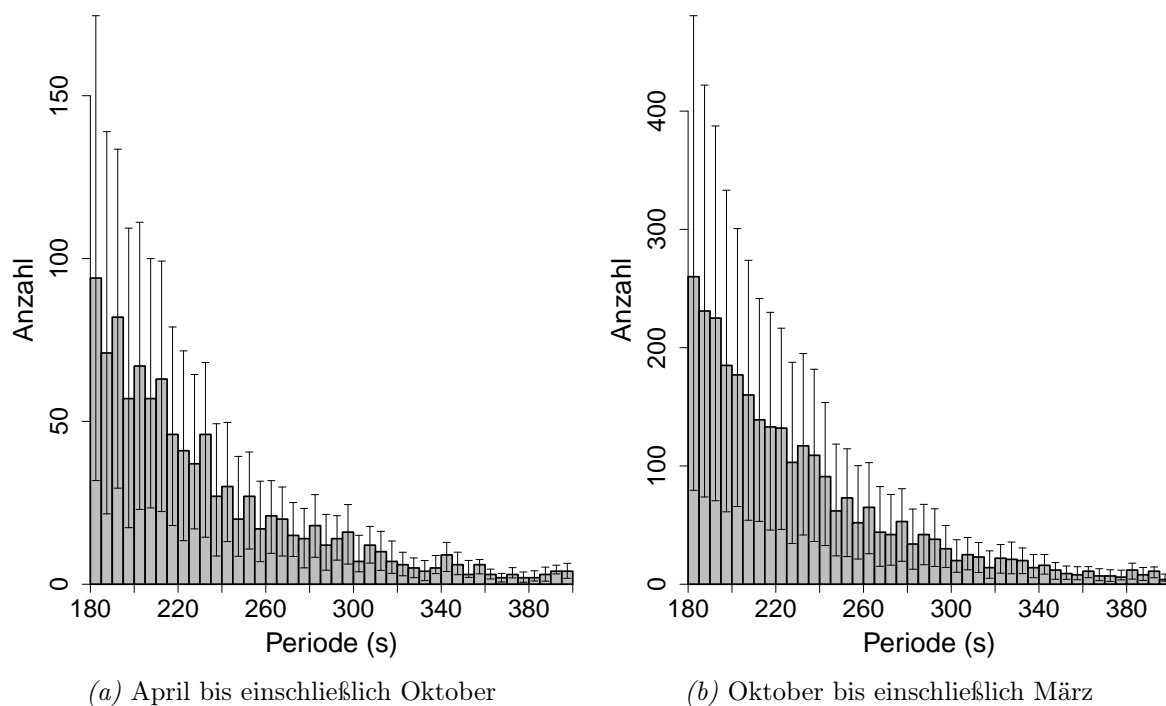 150
100
50
0
Anzahl
180 220 260 300 340 380
Periode (s)
(a) April bis einschließlich Oktober
400
300
200
100
0
Anzahl
180 220 260 300 340 380
Periode (s)
(b) Oktober bis einschließlich März